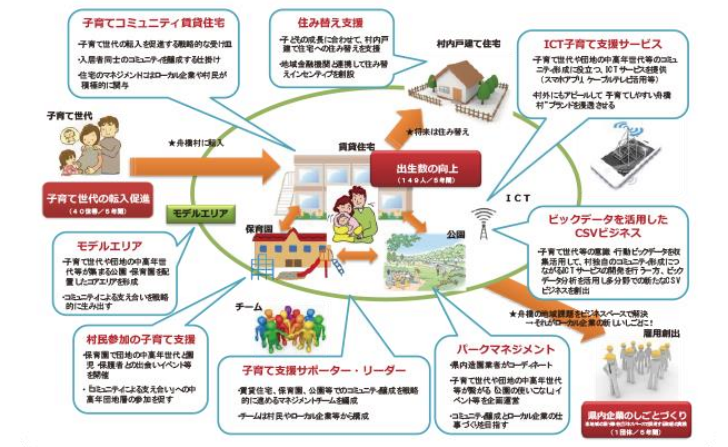 子育てコミュニティ賃貸住宅
・子育て世代の転入を促進する戦略的な受け皿
・入居者同士のコミュニティを醸成する仕掛け
・住宅のマネジメントにはローカル企業や村民が
積極的に関与
住み替え支援
・子どもの成長に合わせて、村内戸
建て住宅への住み替えを支援
・地域金融機関と連携して住み替
えインセンティブを創設
村内戸建て住宅
ICT子育て支援サービス
・子育て世代や団地の中高年世代等のコミュ
ニティ形成に役立つ、ICTサービスを提供
(スマホアプリ、ケーブルテレビ活用等)
・村外にもアピールして「子育てしやすい舟橋
村”ブランドを浸透させる
子育て世代
★舟橋村に転入
賃貸住宅
★将来は住み替え
出生数の向上
(149人/5年間)
子育て世代の転入促進
(40世帯/5年間)
モデルエリア
ICT
保育園
公園
ビックデータを活用した
CSVビジネス
・子育て世代等の意識・行動ビックデータを収
集活用して、村独自のコミュニティ形成につ
ながるICTサービスの開発を行う一方、ビック
データ分析を活用し多分野での新たなCSV
ビジネスを創出
モデルエリア
・子育て世代や団地の中高年世代
等が集まる公園・保育園を配
置したコアエリアを形成
・コミュニティによる支え合いを戦略
的に生み出す
チーム
★舟橋の地域課題をビジネスベースで解決
→それがローカル企業の新しいしごとに!
雇用創出
村民参加の子育て支援
・保育園で団地の中高年世代と園
児・保護者との出会いイベント等
を開催
・「コミュニティによる支え合い」への中
高年団地層の参加を促す
子育て支援サポーター・リーダー
・賃貸住宅、保育園、公園等でのコミュニティ醸成を戦略
的に進めるマネジメントチームを編成
・チームは村民やローカル企業等から構成
パークマネジメント
・県内造園業者がコーディネート
・子育て世代や団地の中高年世代
等が繋がる「公園の使いこなし」イ
ベント等を企画運営
・コミュニティ醸成とローカル企業の仕
事づくりを目指す
県内企業のしごとづくり
(1団体/5年間)